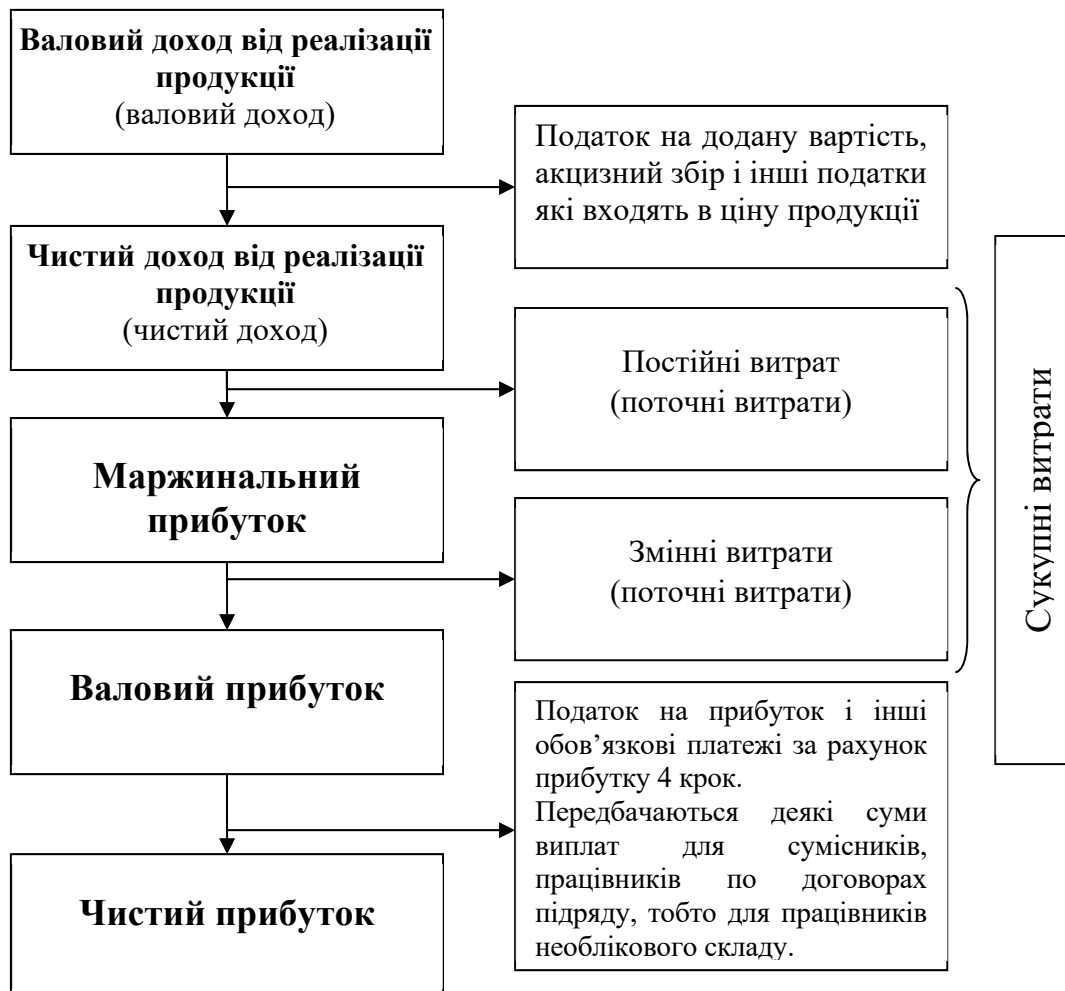 Валовий доход від реалізації
продукції
(валовий доход)
Податок на додану вартість,
акцизний збір і інші податки
які входять в ціну продукції
Чистий доход від реалізації
продукції
(чистий доход)
Постійні витрат
(поточні витрати)
Маржинальний
прибуток
Змінні витрати
(поточні витрати)
Сукупні витрати
Валовий прибуток
Податок на прибуток і інші
обов’язкові платежі за рахунок
прибутку 4 крок.
Передбачаються деякі суми
виплат для сумісників,
працівників по договорах
підряду, тобто для працівників
необлікового складу.
Чистий прибуток